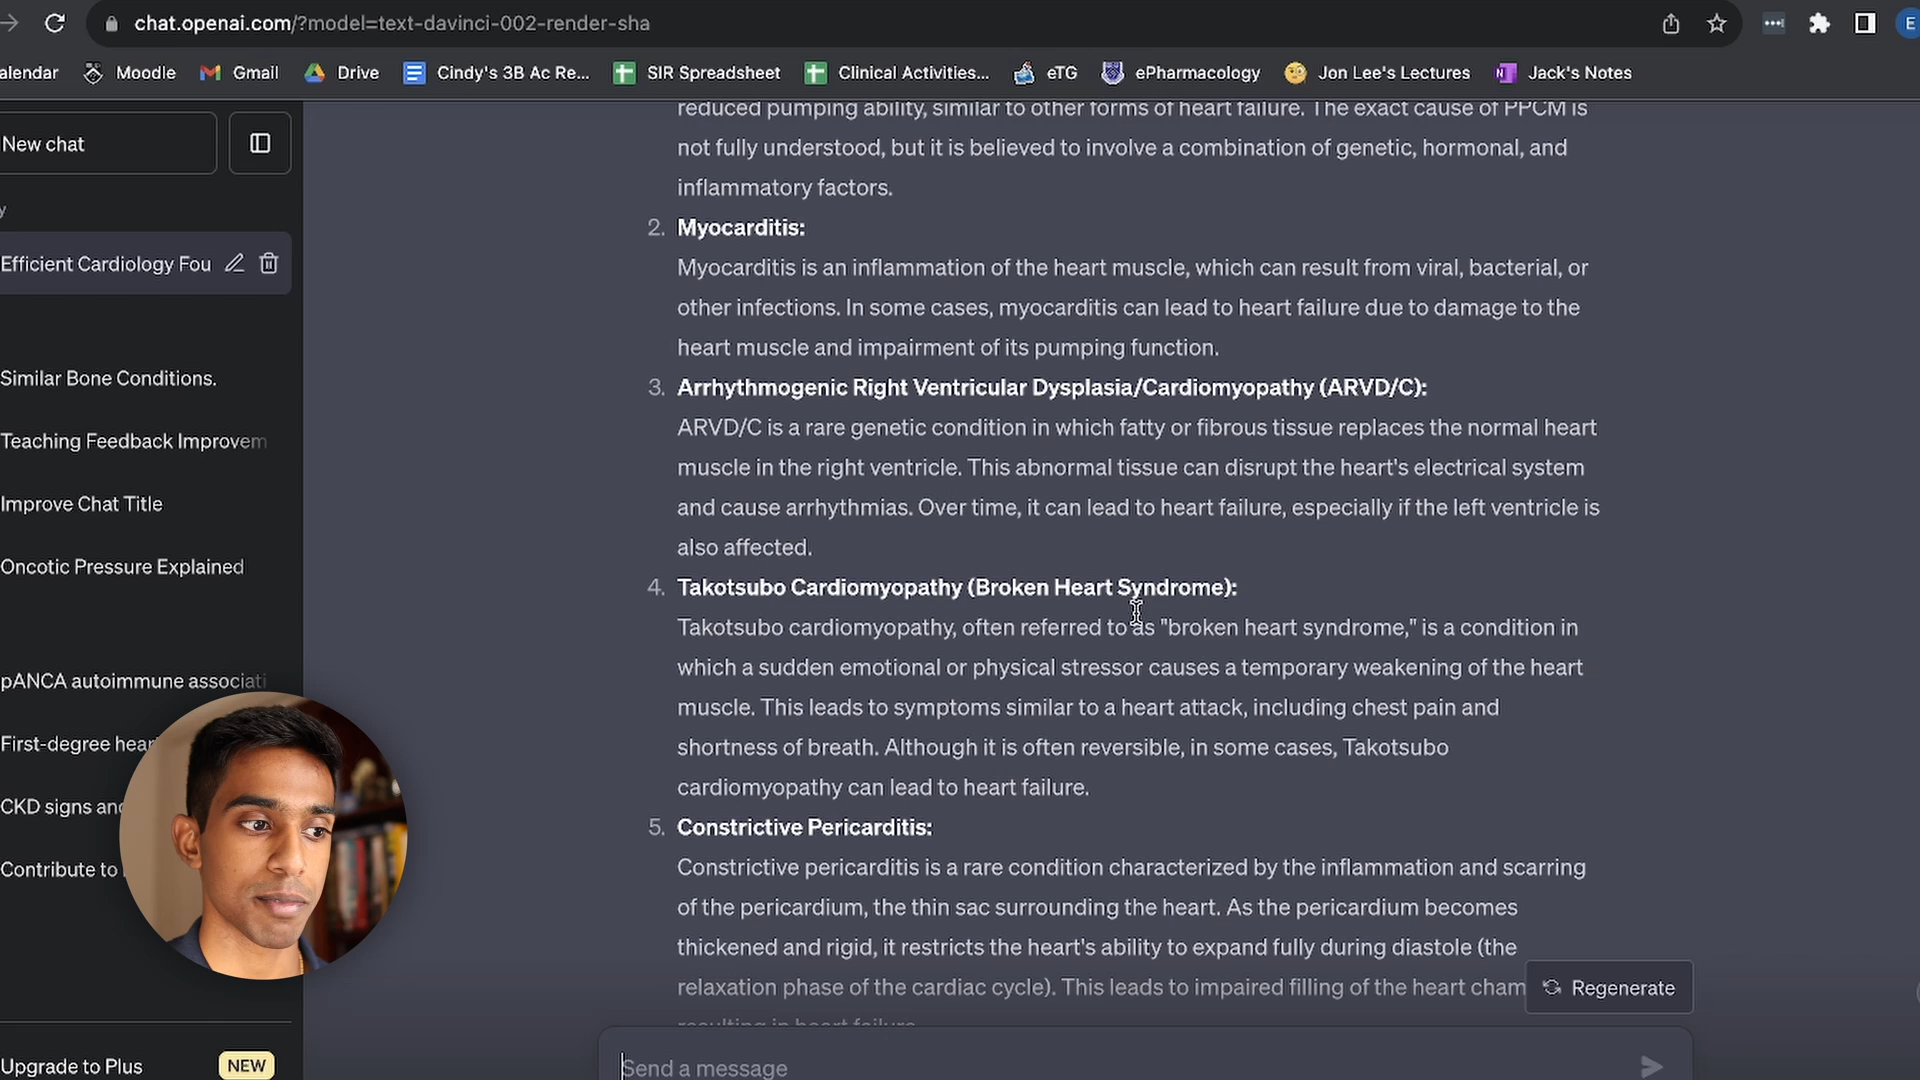 chat.openai.com/?model=text-davinci-002-render-sha
E
alendar Moodle Gmail Drive Cindy's 3B Ac Re... SIR Spreadsheet Clinical Activities... eTG ePharmacology Jon Lee's Lectures Jack's Notes
New chat
y
Efficient Cardiology Fou
Similar Bone Conditions.
Teaching Feedback Improvem
Improve Chat Title
Oncotic Pressure Explained
pANCA autoimmune associati
First-degree hear
CKD signs and
Contribute to
Upgrade to Plus NEW
reduced pumping ability, similar to other forms of heart failure. The exact cause of PPCM is
not fully understood, but it is believed to involve a combination of genetic, hormonal, and
inflammatory factors.
2. Myocarditis:
Myocarditis is an inflammation of the heart muscle, which can result from viral, bacterial, or
other infections. In some cases, myocarditis can lead to heart failure due to damage to the
heart muscle and impairment of its pumping function.
3. Arrhythmogenic Right Ventricular Dysplasia/Cardiomyopathy (ARVD/C):
ARVD/C is a rare genetic condition in which fatty or fibrous tissue replaces the normal heart
muscle in the right ventricle. This abnormal tissue can disrupt the heart's electrical system
and cause arrhythmias. Over time, it can lead to heart failure, especially if the left ventricle is
also affected.
4. Takotsubo Cardiomyopathy (Broken Heart Syndrome):
Takotsubo cardiomyopathy, often referred to as "broken heart syndrome," is a condition in
which a sudden emotional or physical stressor causes a temporary weakening of the heart
muscle. This leads to symptoms similar to a heart attack, including chest pain and
shortness of breath. Although it is often reversible, in some cases, Takotsubo
cardiomyopathy can lead to heart failure.
5. Constrictive Pericarditis:
Constrictive pericarditis is a rare condition characterized by the inflammation and scarring
of the pericardium, the thin sac surrounding the heart. As the pericardium becomes
thickened and rigid, it restricts the heart's ability to expand fully during diastole (the
relaxation phase of the cardiac cycle). This leads to impaired filling of the heart cham
resulting in heart failure.
Regenerate
Send a message